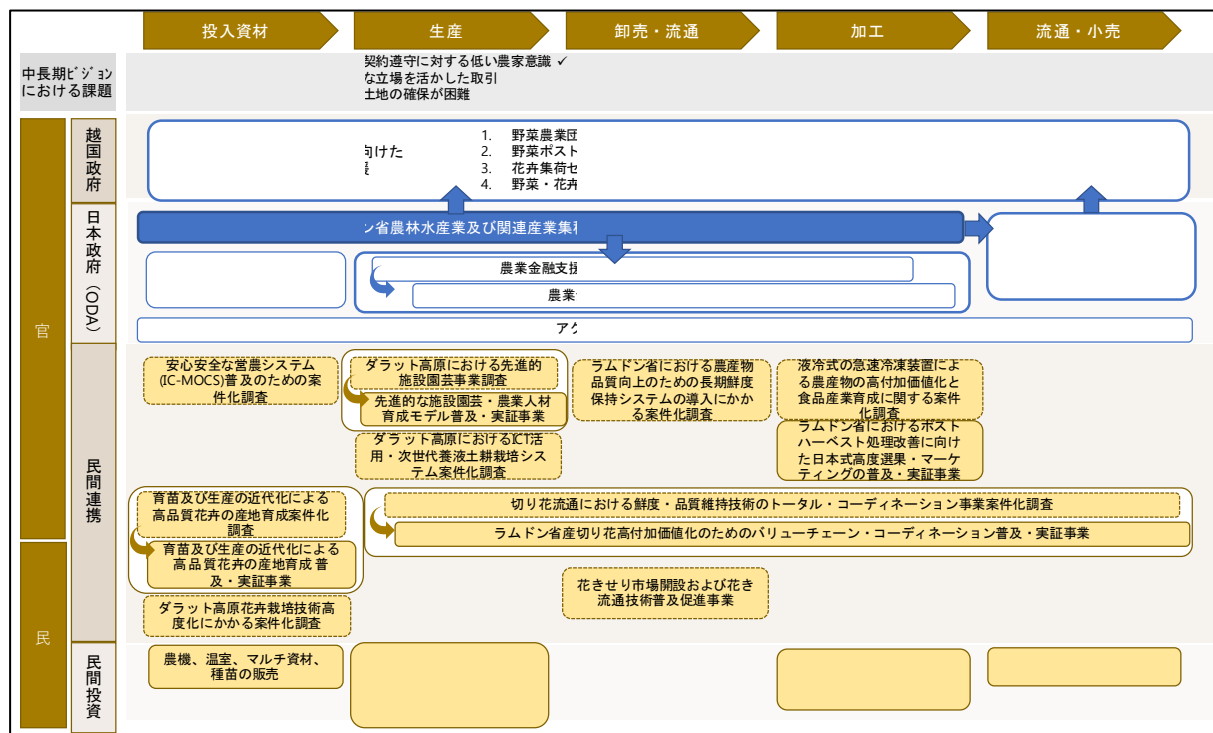 投入資材
生産
卸売・流通
加工
流通・小売
中長期ビジョン
における課題
契約遵守に対する低い農家意識 ✓
な立場を活かした取引
土地の確保が困難
官
民
越国政府
向けた
1. 野菜農業団
2. 野菜ポスト
3. 花卉集荷セ
4. 野菜・花卉
日本政府（ODA）
ン省農林水産業及び関連産業集積
農業金融支援
農業
アク
民間連携
安心安全な営農システム
(IC-MOCS)普及のための案
件化調査
ダラット高原における先進的
施設園芸事業調査
先進的な施設園芸・農業人材
育成モデル普及・実証事業
ダラット高原におけるICT活
用・次世代養液土耕栽培シス
テム案件化調査
ラムドン省における農産物
品質向上のための長期鮮度
保持システムの導入にかか
る案件化調査
液冷式の急速冷凍装置によ
る農産物の高付加価値化と
食品産業育成に関する案件
化調査
ラムドン省におけるポスト
ハーベスト処理改善に向け
た日本式高度選果・マーケ
ティングの普及・実証事業
育苗及び生産の近代化による
高品質花卉の産地育成案件化
調査
育苗及び生産の近代化による
高品質花卉の産地育成普
及・実証事業
切り花流通における鮮度・品質維持技術のトータル・コーディネーション事業案件化調査
ラムドン省産切り花高付加価値化のためのバリューチェーン・コーディネーション普及・実証事業
ダラット高原花卉栽培技術高
度化にかかる案件化調査
花きせり市場開設および花き
流通技術普及促進事業
民間投資
農機、温室、マルチ資材、
種苗の販売